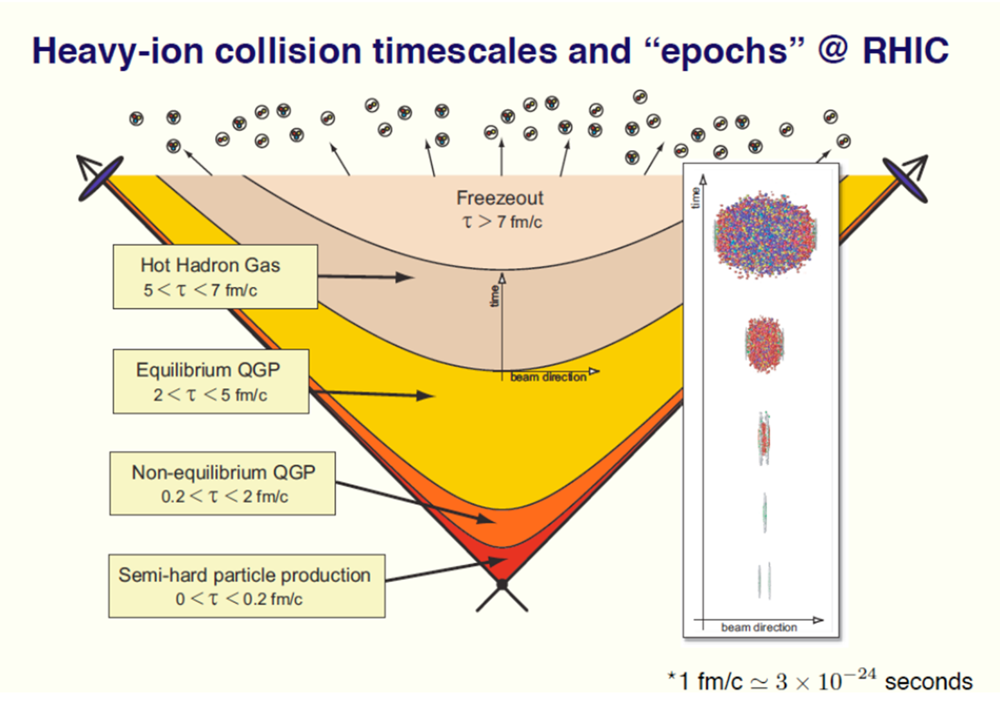 Heavy-ion collision timescales and “epochs” @ RHIC
Freezeout
τ > 7 fm/c
time
Hot Hadron Gas
5 < τ < 7 fm/c
time
Equilibrium QGP
2 < τ < 5 fm/c
beam direction
Non-equilibrium QGP
0.2 < τ < 2 fm/c
Semi-hard particle production
0 < τ < 0.2 fm/c
beam direction
*1 fm/c ≃ 3 × 10⁻²⁴ seconds